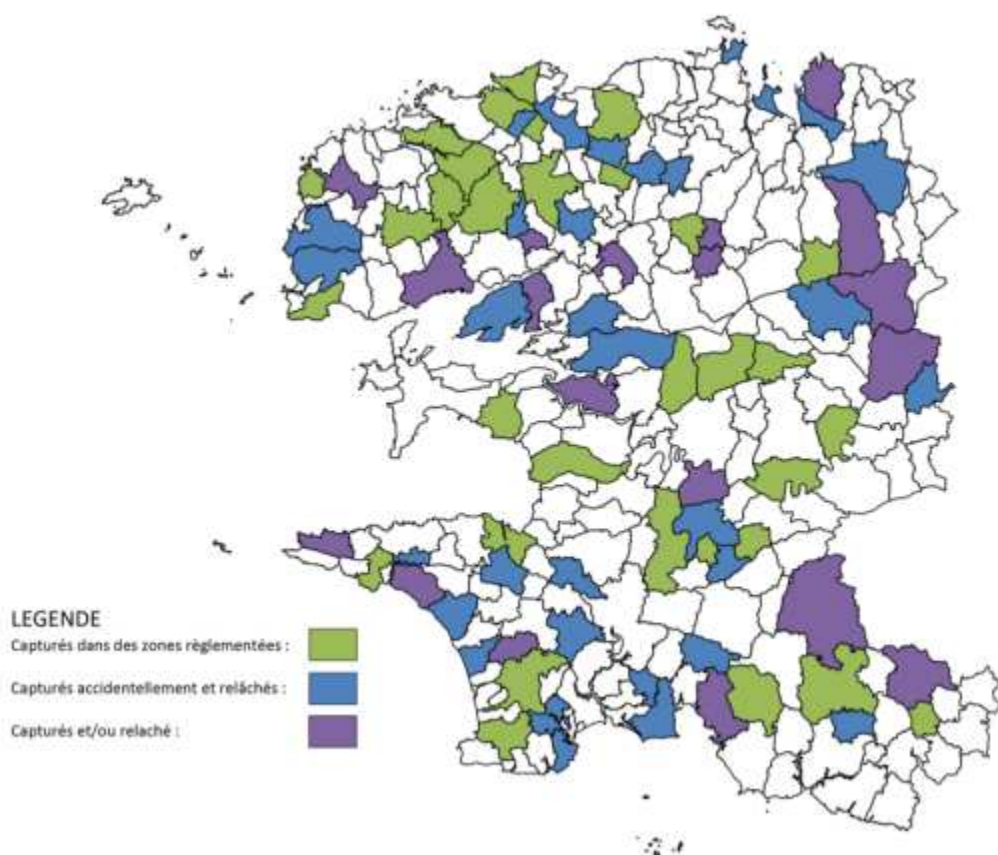 LEGENDE
Capturés dans des zones règlementées :
Capturés accidentellement et relâchés :
Capturés et/ou relaché :